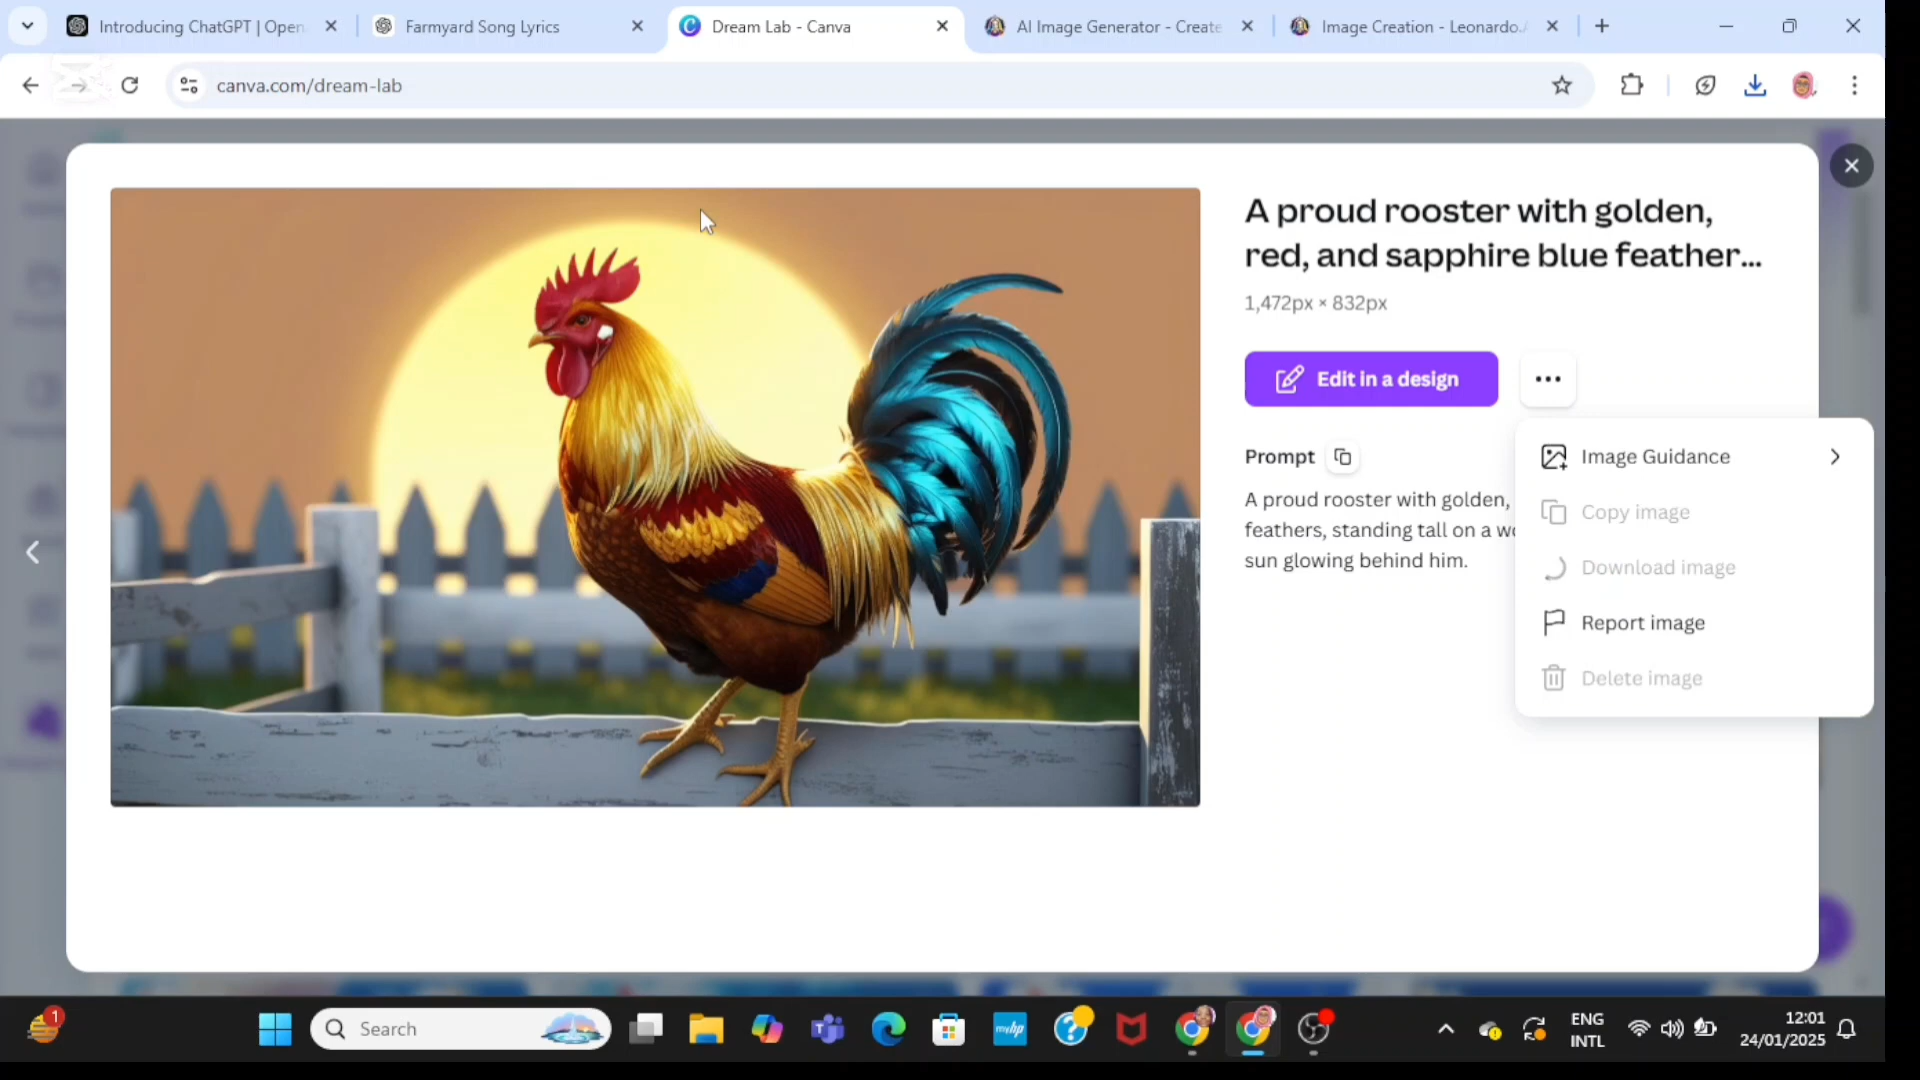 Introducing ChatGPT | Open
Farmyard Song Lyrics
Dream Lab - Canva
AI Image Generator - Create
Image Creation - Leonardo.A
canva.com/dream-lab
A proud rooster with golden,
red, and sapphire blue feather...
1,472px × 832px
Edit in a design
Prompt
A proud rooster with golden,
feathers, standing tall on a wo
sun glowing behind him.
Image Guidance
Copy image
Download image
Report image
Delete image
1
Search
myhp
ENG
INTL
12:01
24/01/2025